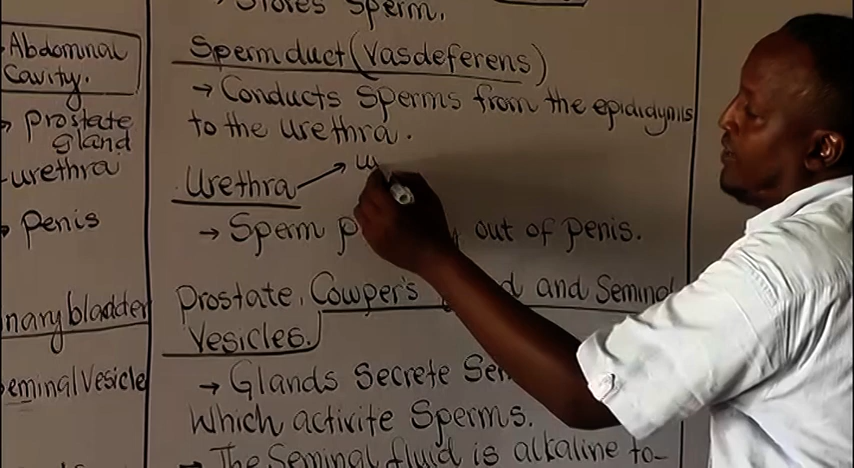 Abdominal
Cavity.
→ Prostate
gland
-urethra
Penis
nary bladder
eminal Vesicle
→ Stores Sperm.
Sperm duct (Vasdeferens)
→ Conducts Sperms from the epididymis
to the urethra.
Urethra → u
→ Sperm p out of penis.
Prostate, Cowper's and Seminal
Vesicles.
→ Glands Secrete Se
Which activite Sperms.
→ The Seminal fluid is alkaline to-